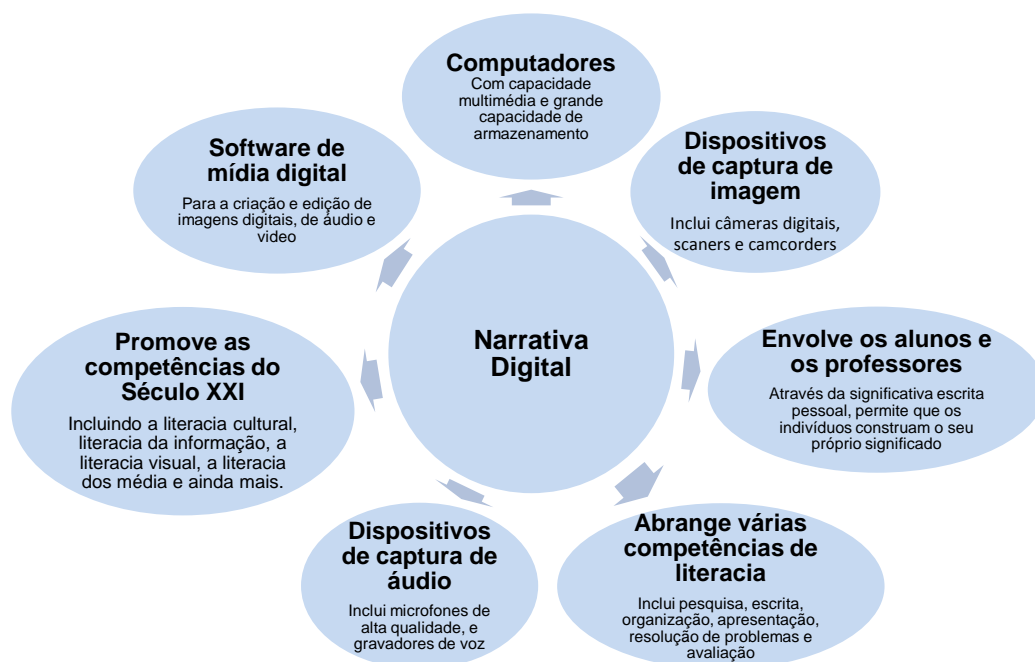 Computadores
Com capacidade
multimédia e grande
capacidade de
armazenamento
Dispositivos
de captura de
imagem
Inclui câmeras digitais,
scaners e camcorders
Envolve os alunos e
os professores
Através da significativa escrita
pessoal, permite que os
indivíduos construam o seu
próprio significado
Abrange várias
competências de
literacia
Inclui pesquisa, escrita,
organização, apresentação,
resolução de problemas e
avaliação
Dispositivos
de captura de
áudio
Inclui microfones de
alta qualidade, e
gravadores de voz
Promove as
competências do
Século XXI
Incluindo a literacia cultural,
literacia da informação, a
literacia visual, a literacia
dos média e ainda mais.
Software de
mídia digital
Para a criação e edição de
imagens digitais, de áudio e
video
Narrativa
Digital